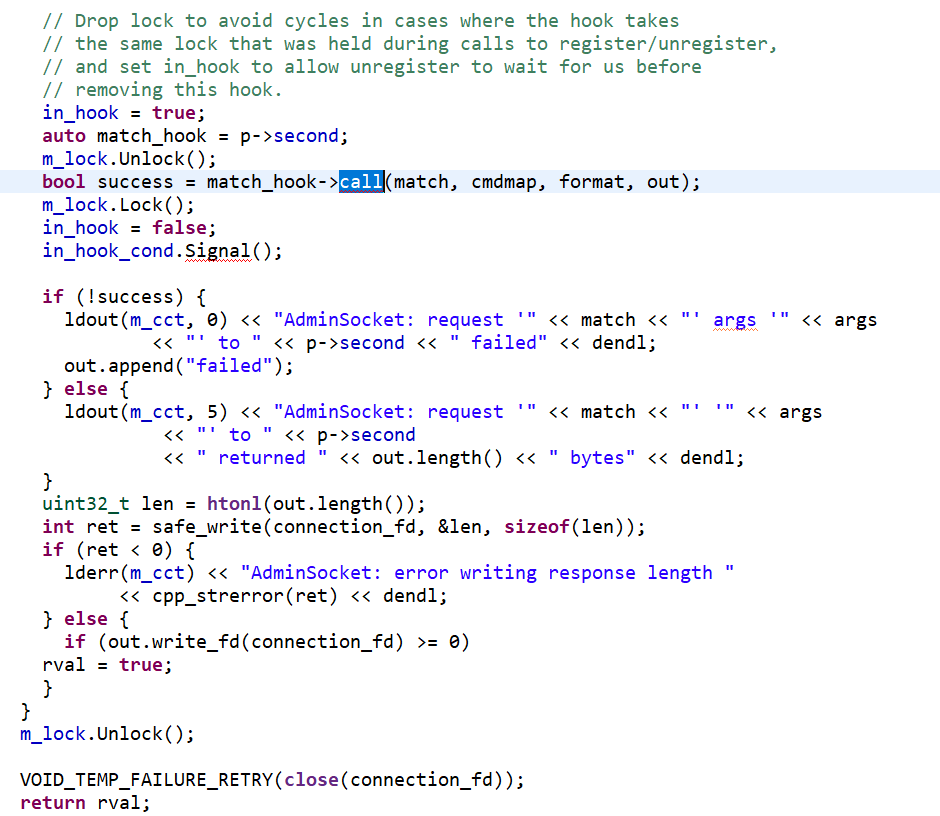 // Drop lock to avoid cycles in cases where the hook takes
// the same lock that was held during calls to register/unregister,
// and set in_hook to allow unregister to wait for us before
// removing this hook.
in_hook = true;
auto match_hook = p->second;
m_lock.Unlock();
bool success = match_hook->call(match, cmdmap, format, out);
m_lock.Lock();
in_hook = false;
in_hook_cond.Signal();
if (!success) {
ldout(m_cct, 0) << "AdminSocket: request '" << match << "' args '" << args
<< "' to " << p->second << " failed" << dendl;
out.append("failed");
} else {
ldout(m_cct, 5) << "AdminSocket: request '" << match << "' '" << args
<< "' to " << p->second
<< " returned " << out.length() << " bytes" << dendl;
}
uint32_t len = htonl(out.length());
int ret = safe_write(connection_fd, &len, sizeof(len));
if (ret < 0) {
lderr(m_cct) << "AdminSocket: error writing response length "
<< cpp_strerror(ret) << dendl;
} else {
if (out.write_fd(connection_fd) >= 0)
rval = true;
}
}
m_lock.Unlock();
VOID_TEMP_FAILURE_RETRY(close(connection_fd));
return rval;